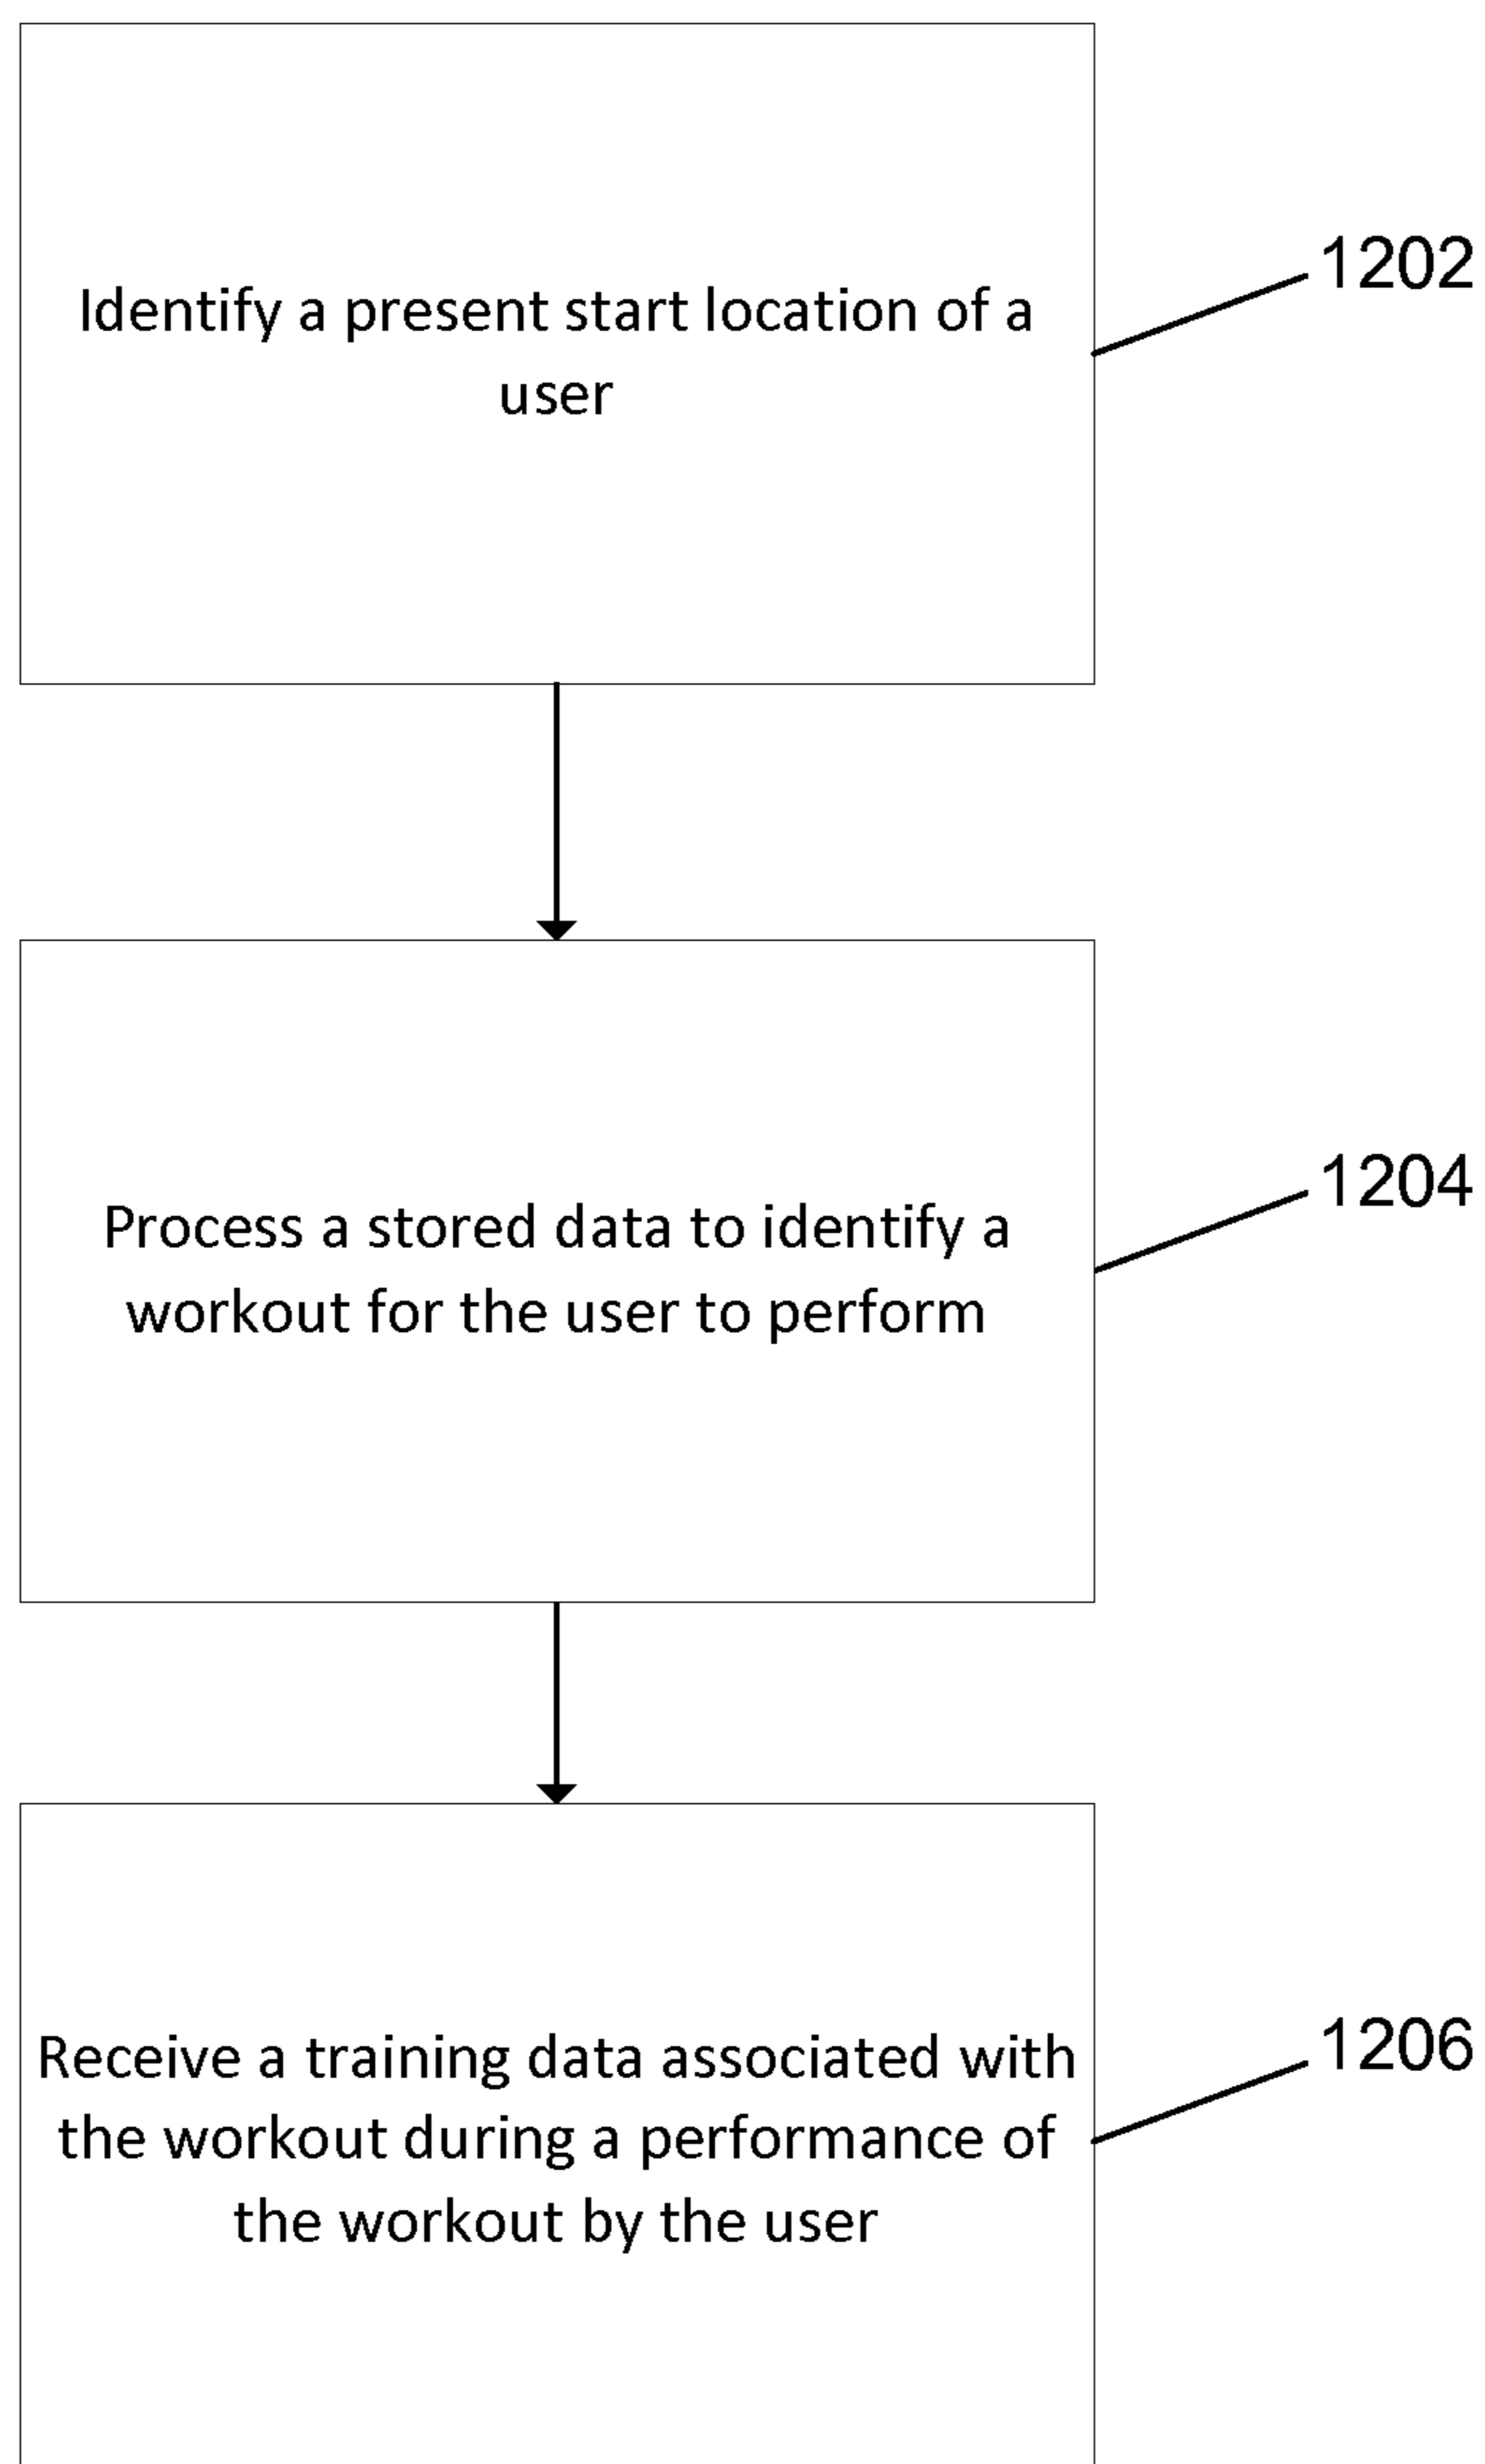 Identify a present start location of a
user
1202
Process a stored data to identify a
workout for the user to perform
1204
Receive a training data associated with
the workout during a performance of
the workout by the user
1206